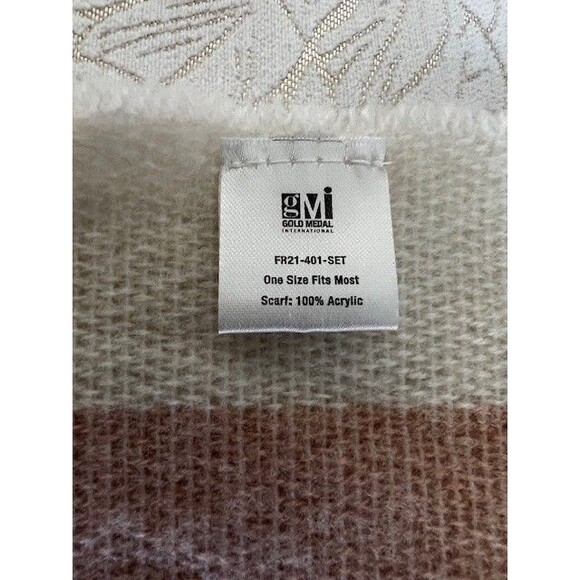 gMi
GOLD MEDAL
INTERNATIONAL
FR21-401-SET
One Size Fits Most
Scarf: 100% Acrylic